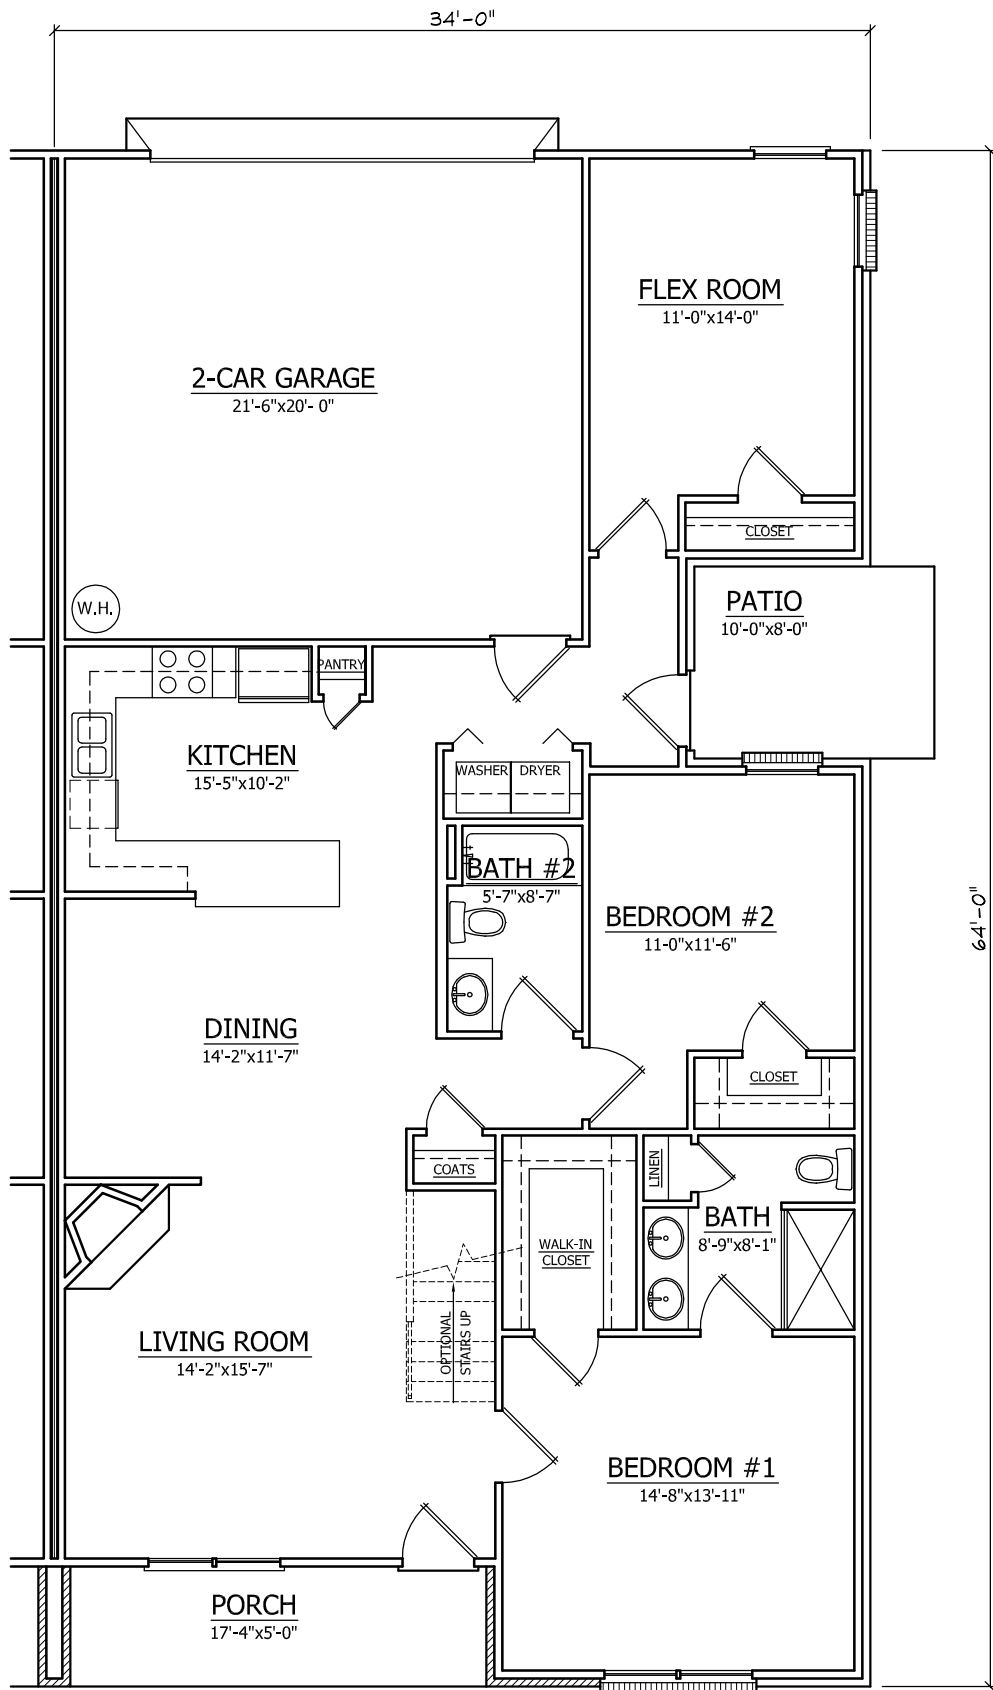 34'-0"
FLEX ROOM
11'-0"x14'-0"
2-CAR GARAGE
21'-6"x20'- 0"
CLOSET
W.H.
PATIO
10'-0"x8'-0"
PANTRY
KITCHEN
15'-5"x10'-2"
WASHER
DRYER
BATH #2
5'-7"x8'-7"
BEDROOM #2
11-0"x11'-6"
64'-0"
DINING
14'-2"x11'-7"
CLOSET
COATS
LINEN
BATH
8'-9"x8'-1"
WALK-IN
CLOSET
OPTIONAL
STAIRS UP
LIVING ROOM
14'-2"x15'-7"
BEDROOM #1
14'-8"x13'-11"
PORCH
17'-4"x5'-0"